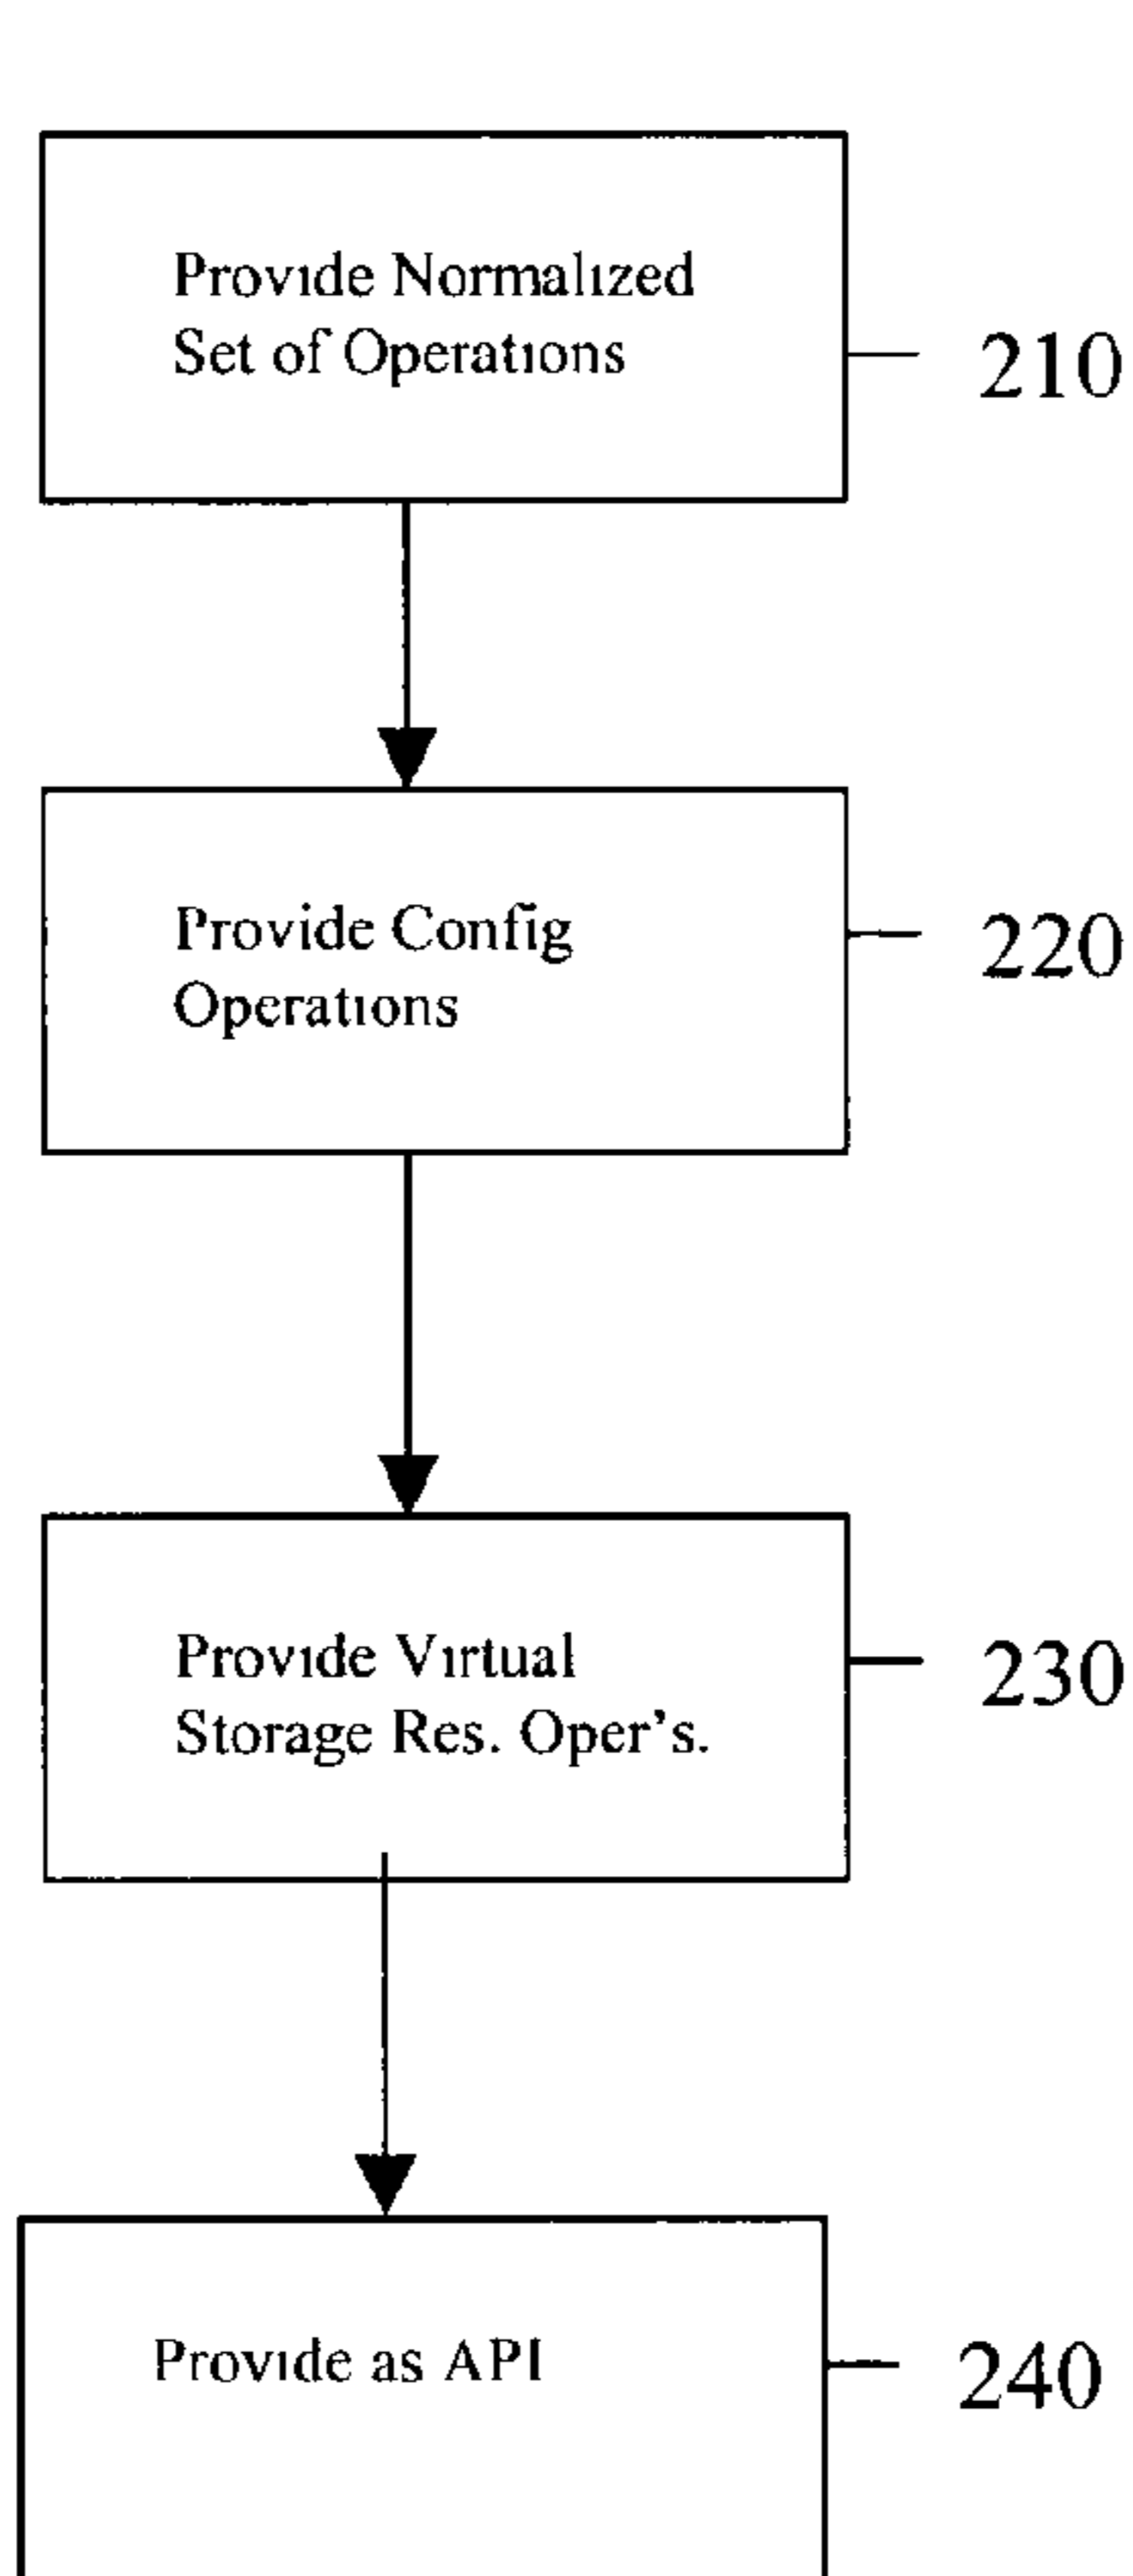 Provide Normalized
Set of Operations
210
Provide Config
Operations
220
Provide Virtual
Storage Res. Oper's.
230
Provide as API
240